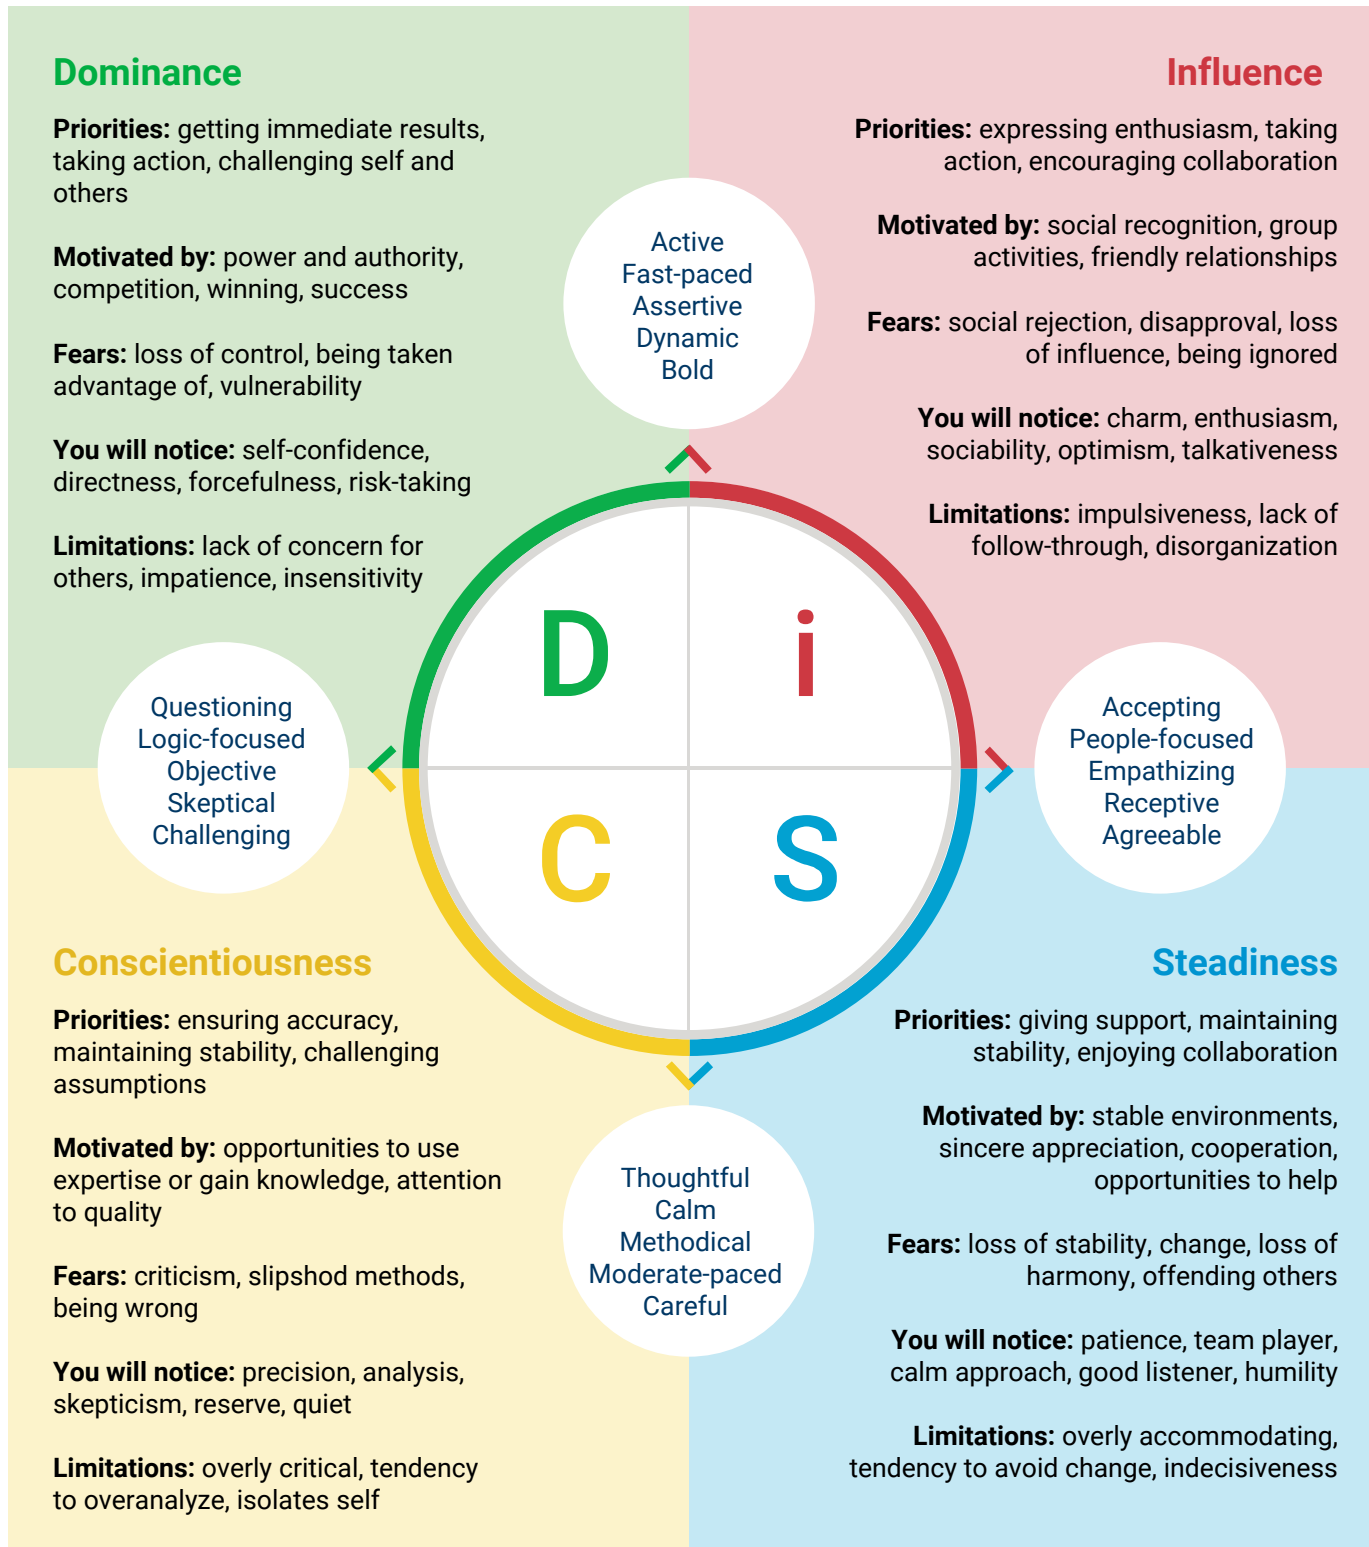 Dominance
Priorities: getting immediate results,
taking action, challenging self and
others
Motivated by: power and authority,
competition, winning, success
Fears: loss of control, being taken
advantage of, vulnerability
You will notice: self-confidence,
directness, forcefulness, risk-taking
Limitations: lack of concern for
others, impatience, insensitivity
Influence
Priorities: expressing enthusiasm, taking
action, encouraging collaboration
Motivated by: social recognition, group
activities, friendly relationships
Fears: social rejection, disapproval, loss
of influence, being ignored
You will notice: charm, enthusiasm,
sociability, optimism, talkativeness
Limitations: impulsiveness, lack of
follow-through, disorganization
Active
Fast-paced
Assertive
Dynamic
Bold
Questioning
Logic-focused
Objective
Skeptical
Challenging
D
i
C
S
Accepting
People-focused
Empathizing
Receptive
Agreeable
Conscientiousness
Priorities: ensuring accuracy,
maintaining stability, challenging
assumptions
Motivated by: opportunities to use
expertise or gain knowledge, attention
to quality
Fears: criticism, slipshod methods,
being wrong
You will notice: precision, analysis,
skepticism, reserve, quiet
Limitations: overly critical, tendency
to overanalyze, isolates self
Thoughtful
Calm
Methodical
Moderate-paced
Careful
Steadiness
Priorities: giving support, maintaining
stability, enjoying collaboration
Motivated by: stable environments,
sincere appreciation, cooperation,
opportunities to help
Fears: loss of stability, change, loss of
harmony, offending others
You will notice: patience, team player,
calm approach, good listener, humility
Limitations: overly accommodating,
tendency to avoid change, indecisiveness